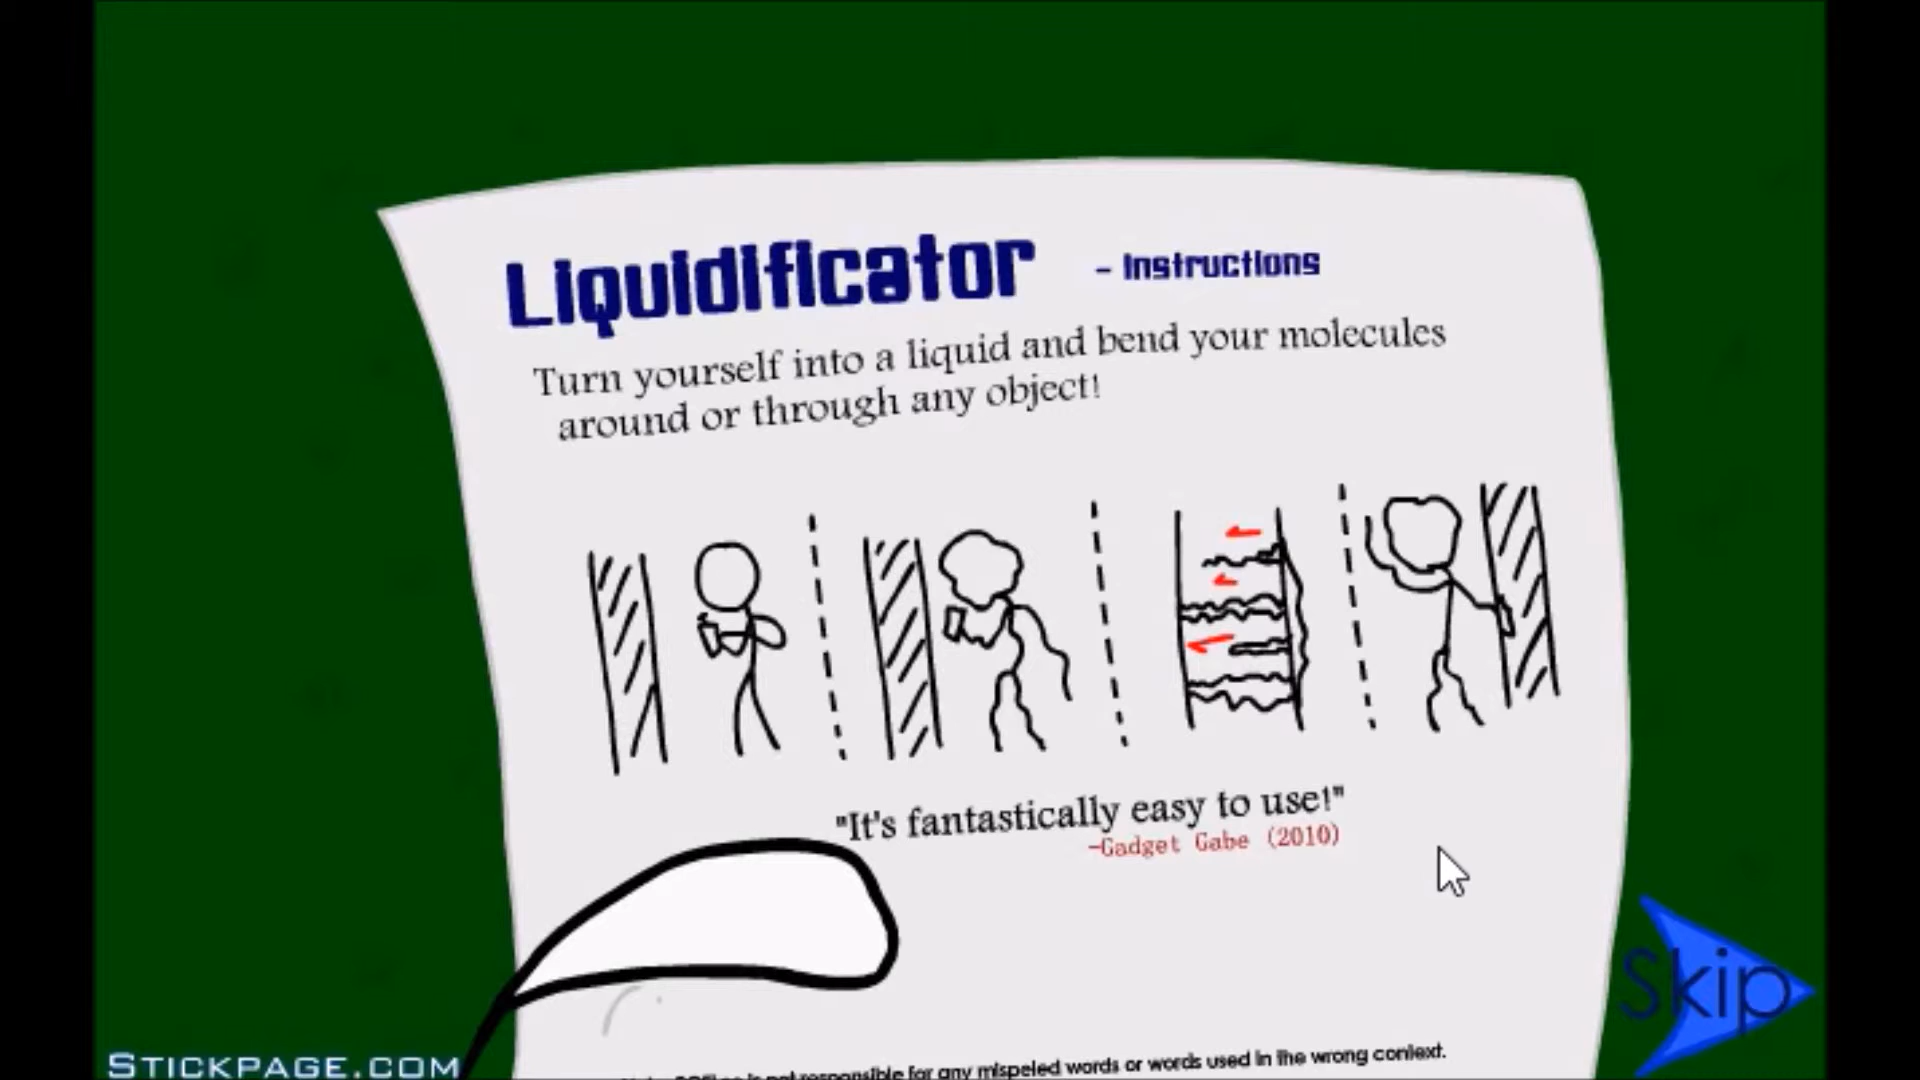 Liquidificator - Instructions
Turn yourself into a liquid and bend your molecules
around or through any object!
"It's fantastically easy to use!"
-Gadget Gabe (2010)
Skip
is not responsible for any mispeled words or words used in the wrong context.
STICKPAGE.COM